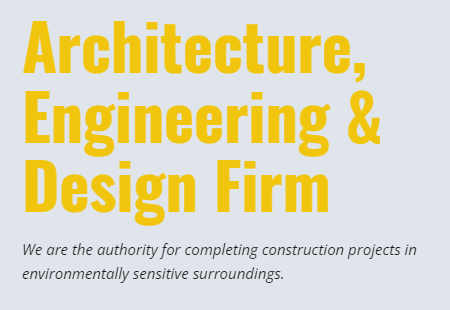 Architecture,
Engineering &
Design Firm
We are the authority for completing construction projects in
environmentally sensitive surroundings.